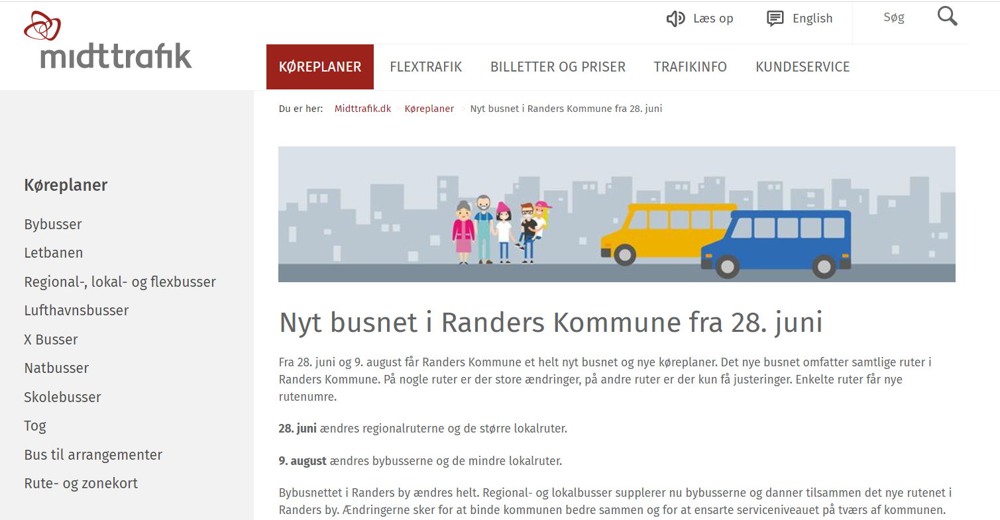 midttrafik
Læs op
English
Søg
KØREPLANER
FLEXTRAFIK
BILLETTER OG PRISER
TRAFIKINFO
KUNDESERVICE
Du er her: Midttrafik.dk > Køreplaner > Nyt busnet i Randers Kommune fra 28. juni
Køreplaner
Bybusser
Letbanen
Regional-, lokal- og flexbusser
Lufthavnsbusser
X Busser
Natbusser
Skolebusser
Tog
Bus til arrangementer
Rute- og zonekort
Nyt busnet i Randers Kommune fra 28. juni
Fra 28. juni og 9. august får Randers Kommune et helt nyt busnet og nye køreplaner. Det nye busnet omfatter samtlige ruter i
Randers Kommune. På nogle ruter er der store ændringer, på andre ruter er der kun få justeringer. Enkelte ruter får nye
rutenumre.
28. juni ændres regionalruterne og de større lokalruter.
9. august ændres bybusserne og de mindre lokalruter.
Bybusnettet i Randers by ændres helt. Regional- og lokalbusser supplerer nu bybusserne og danner tilsammen det nye rutenet i
Randers by. Ændringerne sker for at binde kommunen bedre sammen og for at ensarte serviceniveauet på tværs af kommunen.